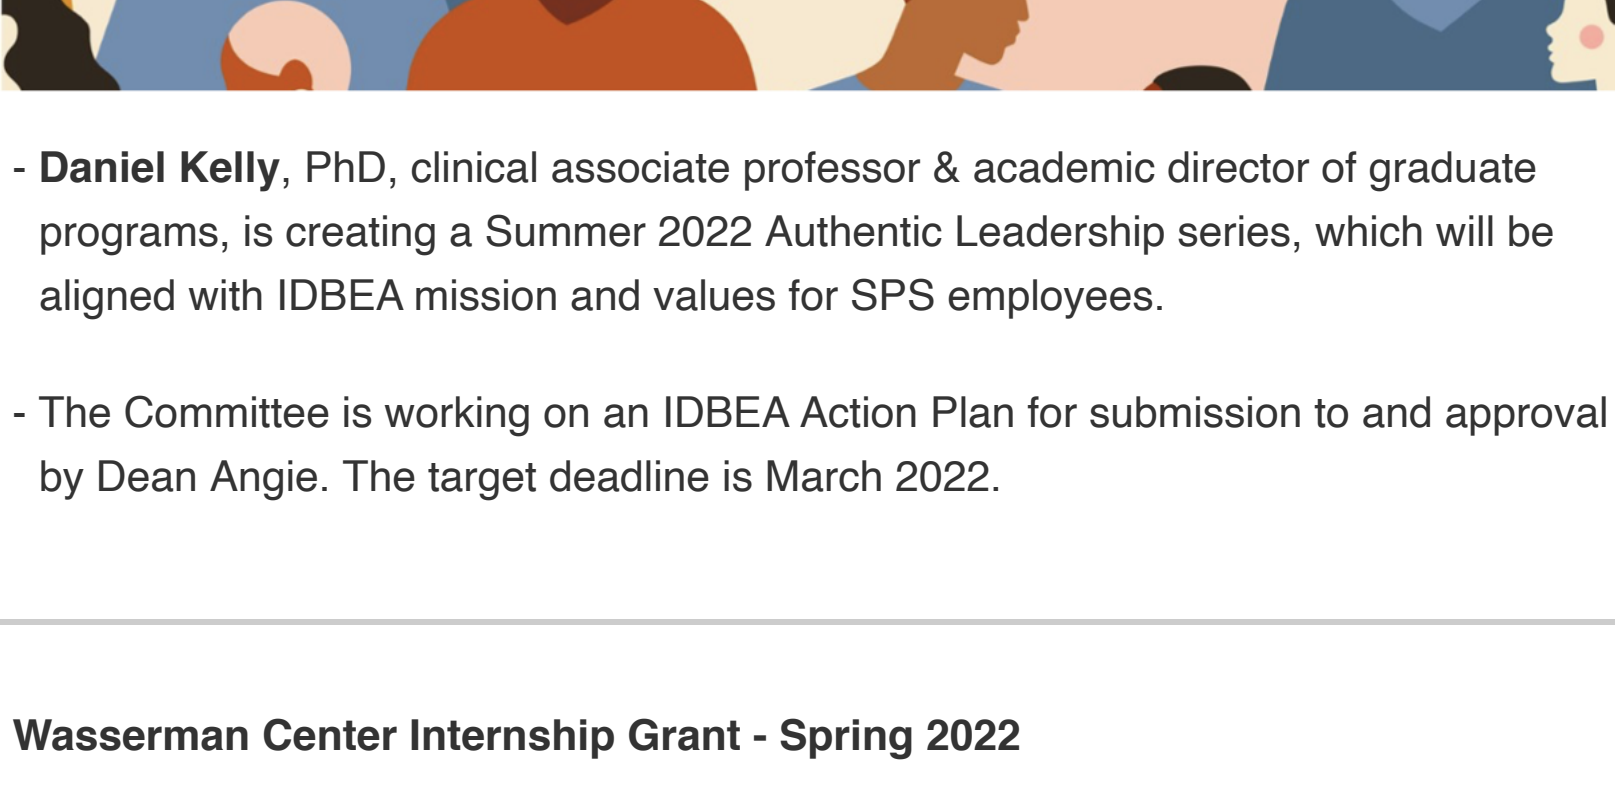 - Daniel Kelly, PhD, clinical associate professor & academic director of graduate
programs, is creating a Summer 2022 Authentic Leadership series, which will be
aligned with IDBEA mission and values for SPS employees.
- The Committee is working on an IDBEA Action Plan for submission to and approval
by Dean Angie. The target deadline is March 2022.
Wasserman Center Internship Grant - Spring 2022